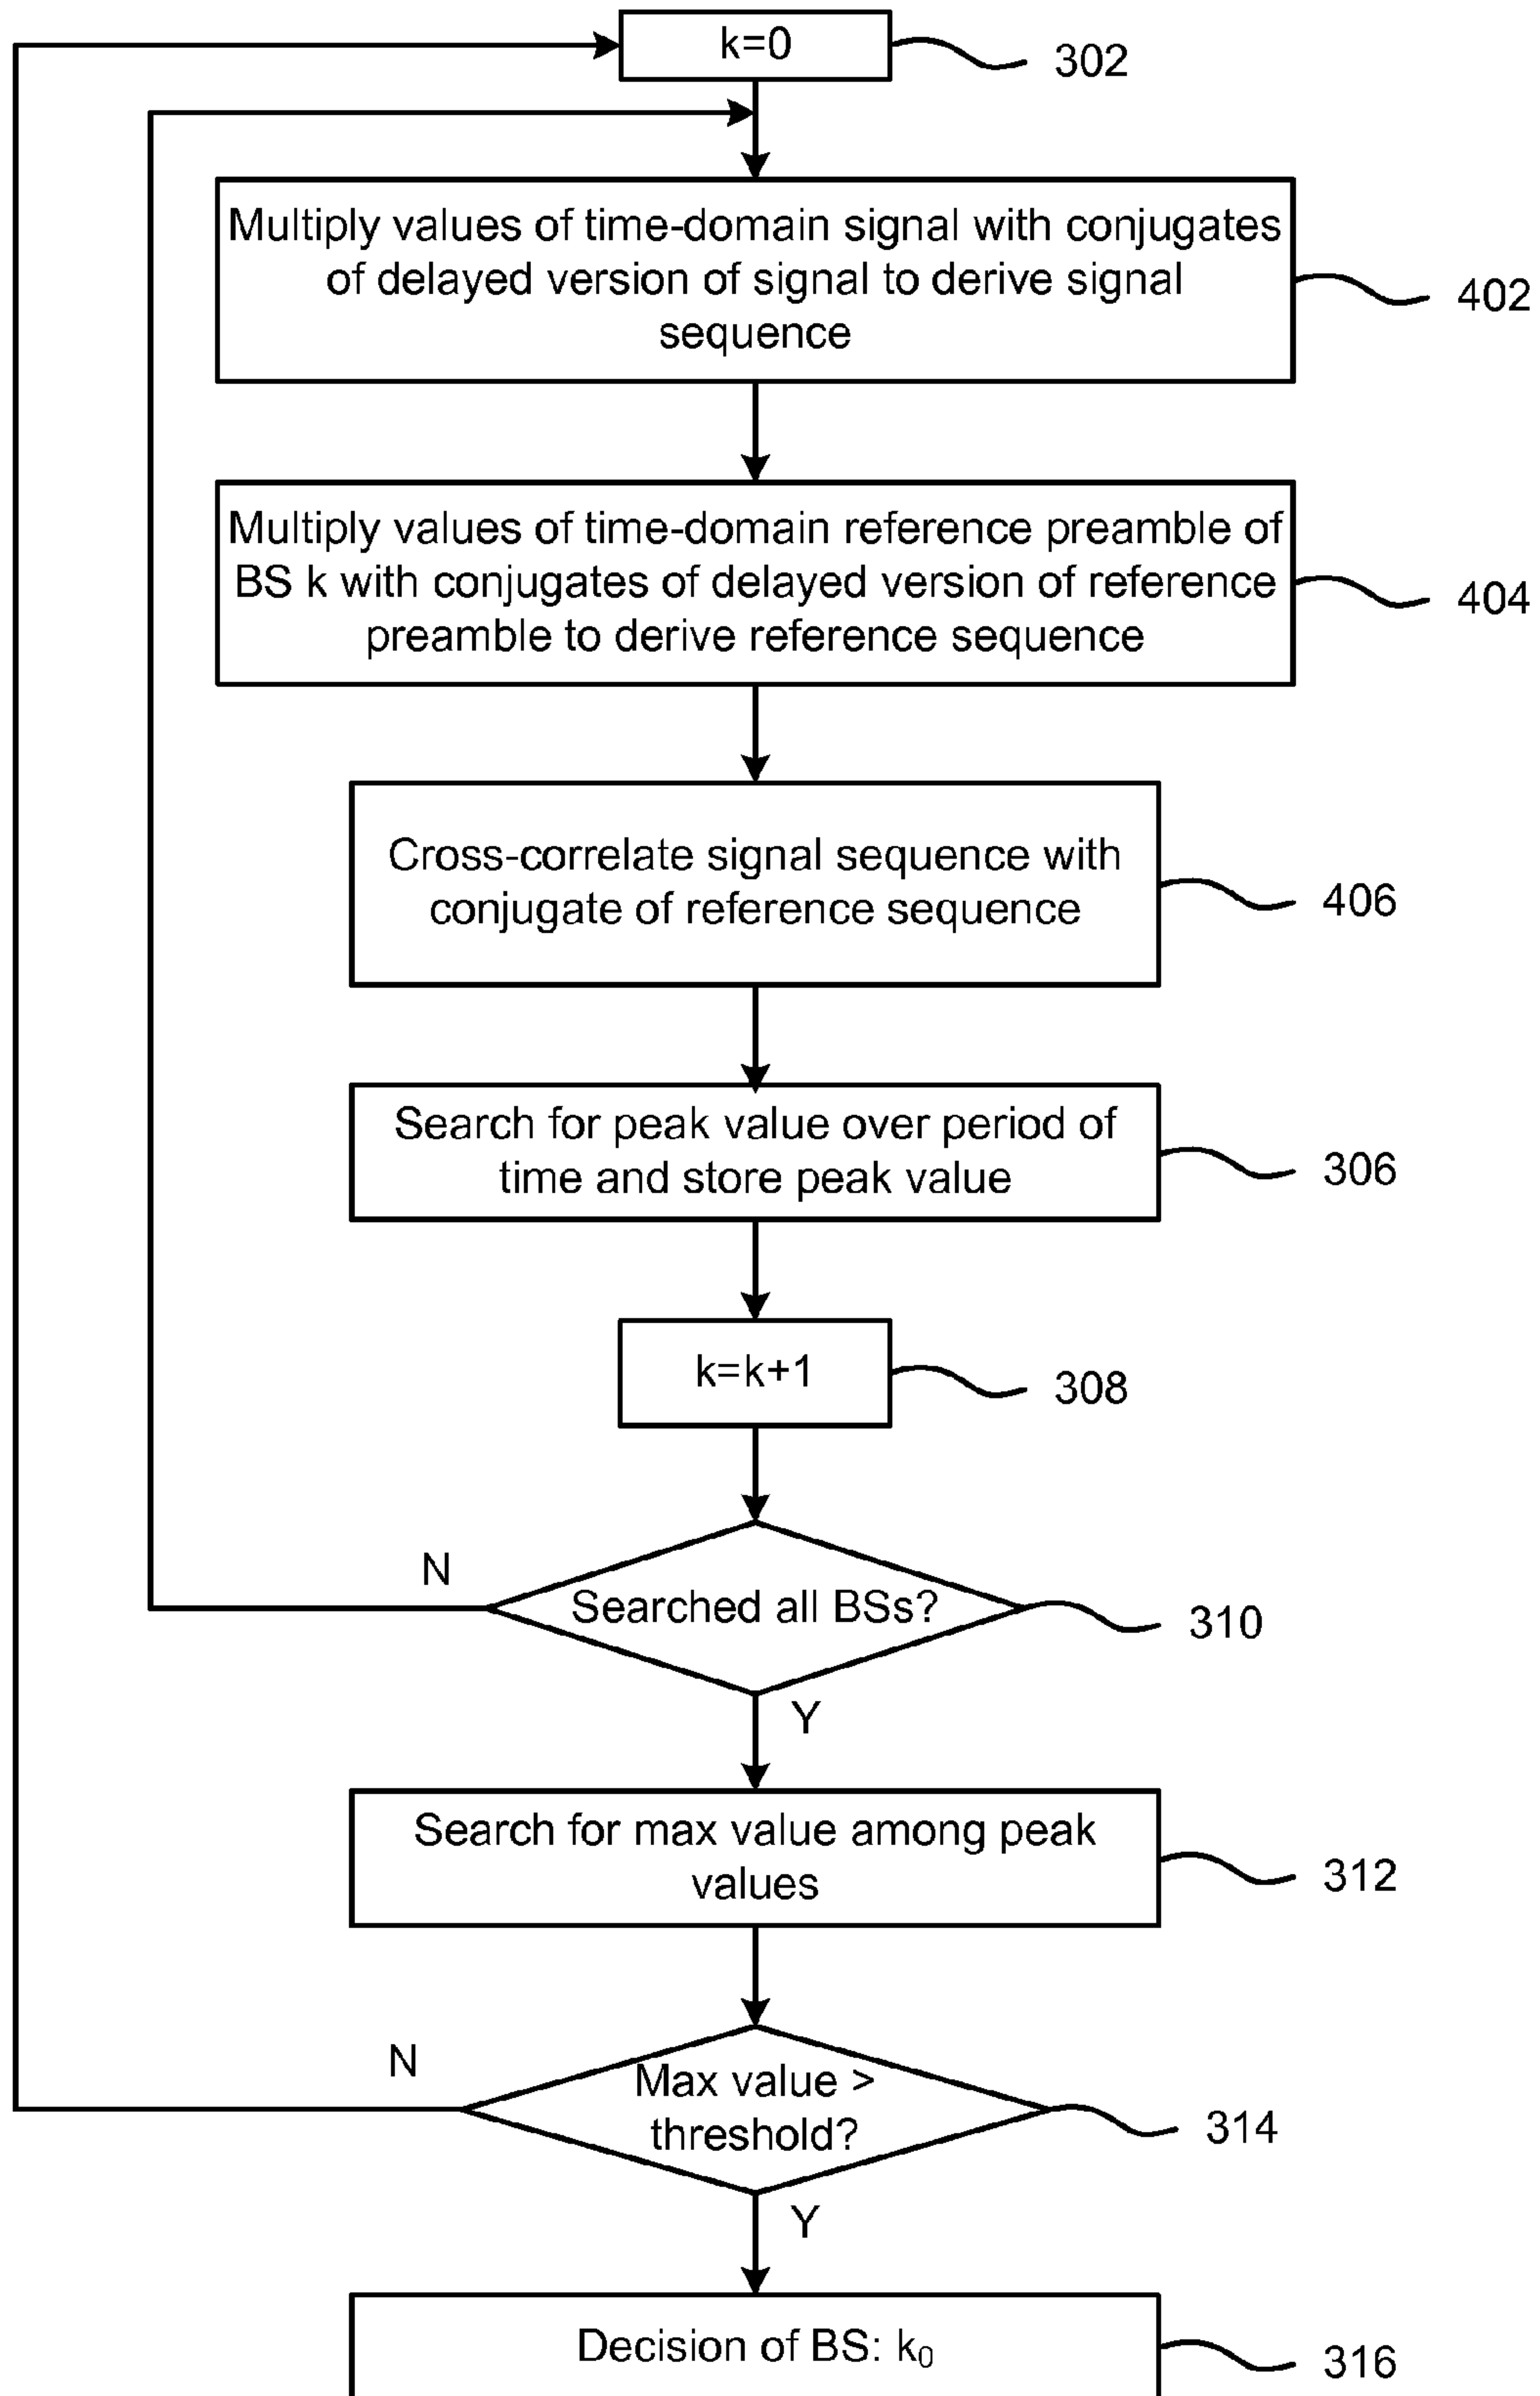 k=0
302
Multiply values of time-domain signal with conjugates
of delayed version of signal to derive signal
sequence
402
Multiply values of time-domain reference preamble of
BS k with conjugates of delayed version of reference
preamble to derive reference sequence
404
Cross-correlate signal sequence with
conjugate of reference sequence
406
Search for peak value over period of
time and store peak value
306
k=k+1
308
N
Searched all BSs?
310
Y
Search for max value among peak
values
312
N
Max value >
threshold?
314
Y
Decision of BS: k₀
316